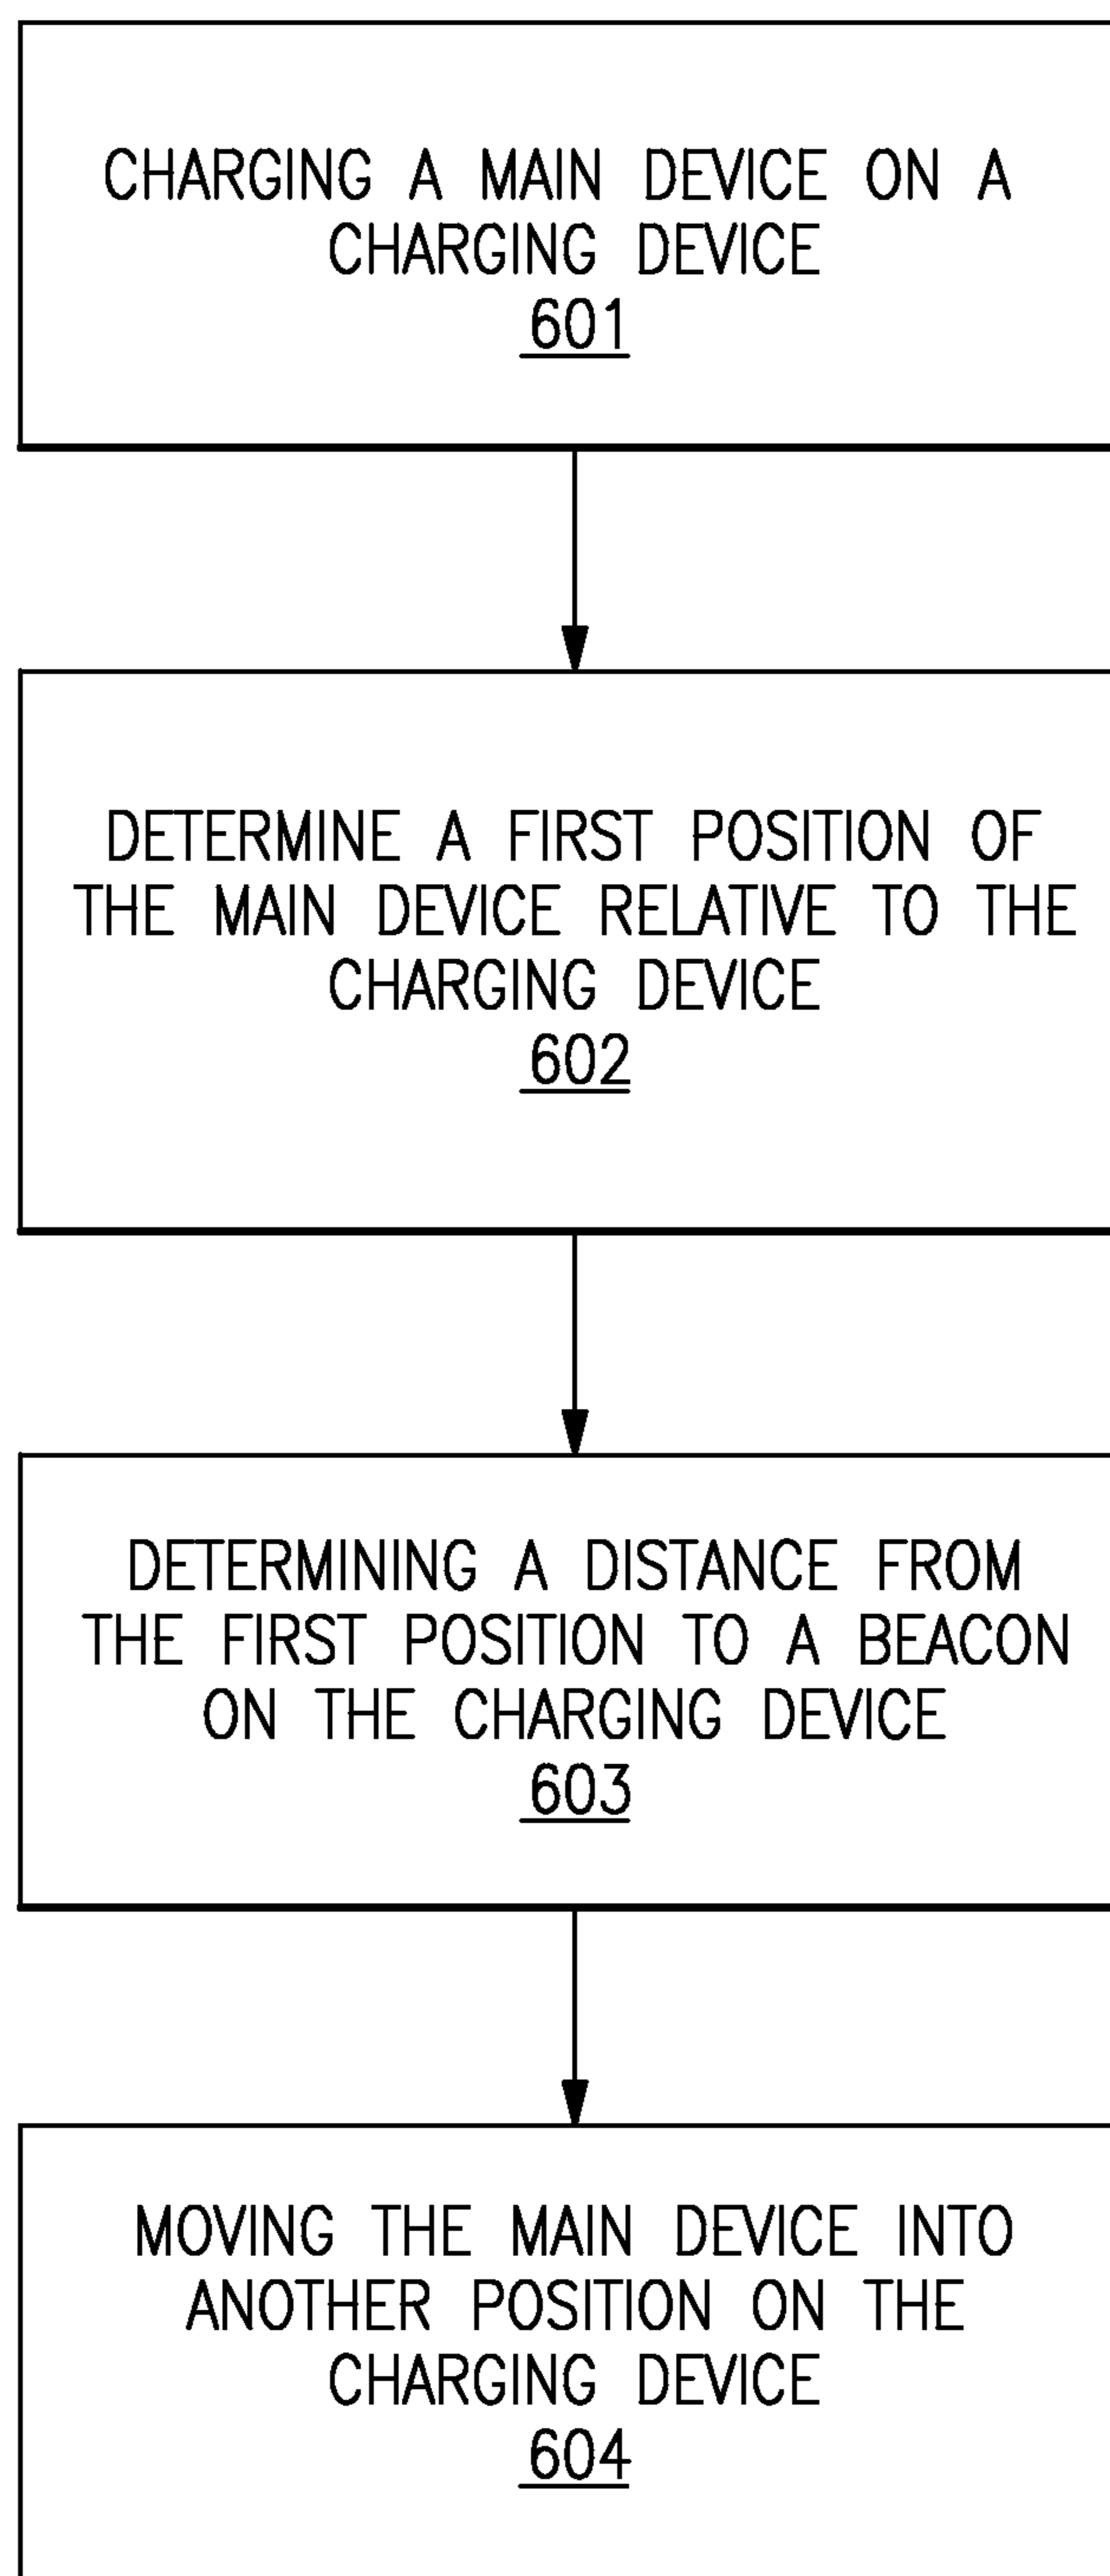 CHARGING A MAIN DEVICE ON A
CHARGING DEVICE
601
DETERMINE A FIRST POSITION OF
THE MAIN DEVICE RELATIVE TO THE
CHARGING DEVICE
602
DETERMINING A DISTANCE FROM
THE FIRST POSITION TO A BEACON
ON THE CHARGING DEVICE
603
MOVING THE MAIN DEVICE INTO
ANOTHER POSITION ON THE
CHARGING DEVICE
604